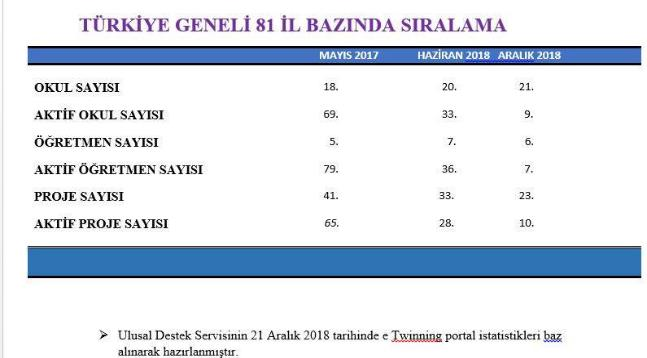 TÜRKİYE GENELİ 81 İL BAZINDA SIRALAMA
MAYIS 2017 HAZİRAN 2018 ARALIK 2018
OKUL SAYISI 18. 20. 21.
AKTİF OKUL SAYISI 69. 33. 9.
ÖĞRETMEN SAYISI 5. 7. 6.
AKTİF ÖĞRETMEN SAYISI 79. 36. 7.
PROJE SAYISI 41. 33. 23.
AKTİF PROJE SAYISI 65. 28. 10.
➢ Ulusal Destek Servisinin 21 Aralık 2018 tarihinde e Twinning portal istatistikleri baz
alınarak hazırlanmıştır.